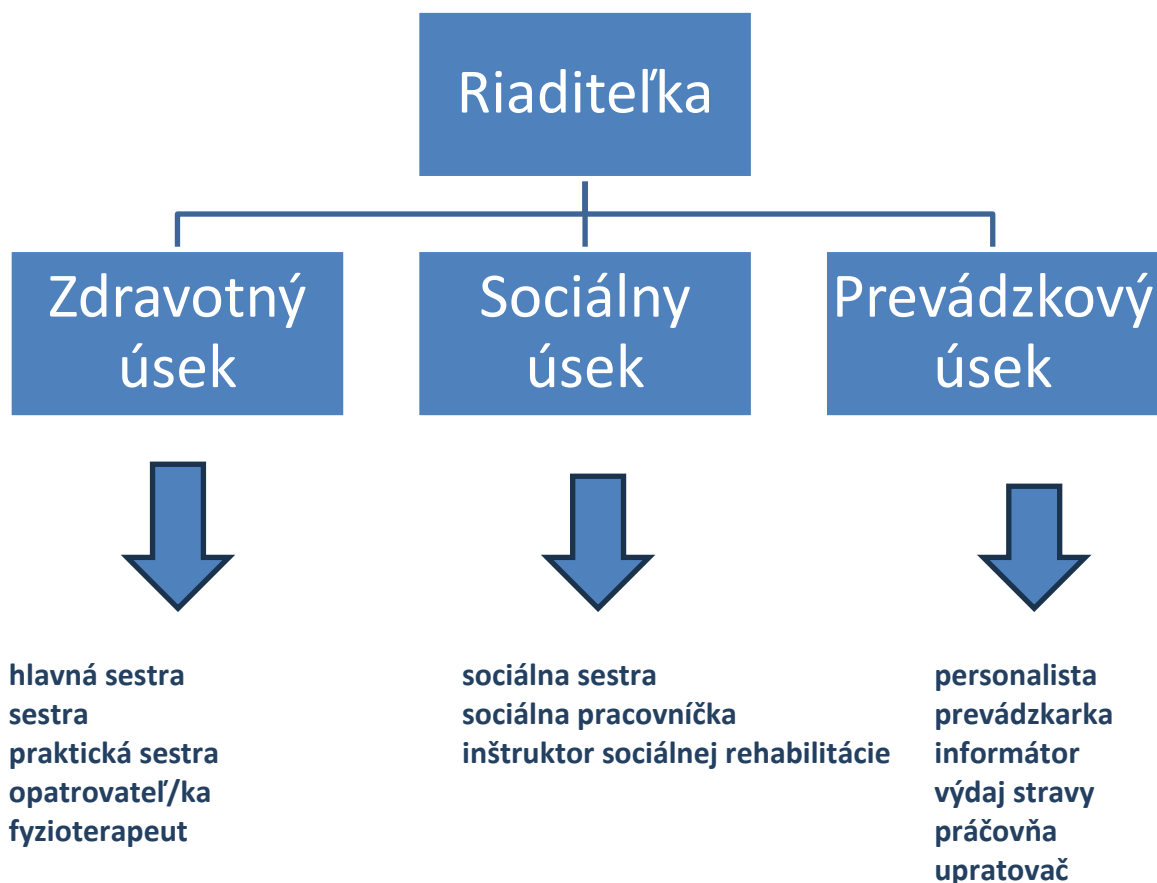 Riaditeľka
Zdravotný
úsek
Sociálny
úsek
Prevádzkový
úsek
hlavná sestra
sestra
praktická sestra
opatrovateľ/ka
fyzioterapeut
sociálna sestra
sociálna pracovníčka
inštruktor sociálnej rehabilitácie
personalista
prevádzkarka
informátor
výdaj stravy
práčovňa
upratovač